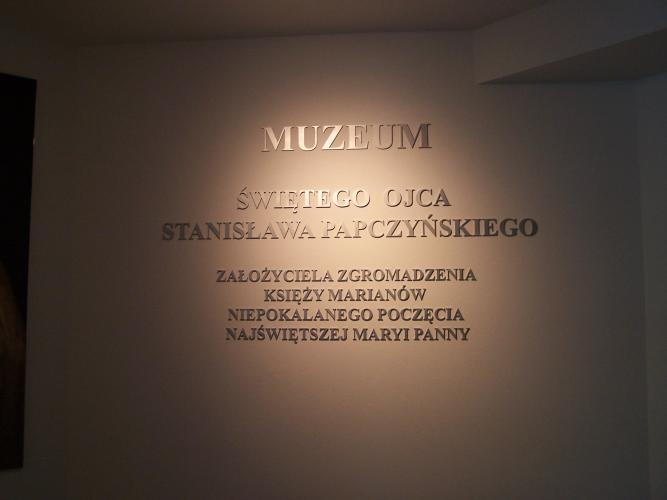 MUZEUM
ŚWIĘTEGO OJCA
STANISŁAWA PAPCZYŃSKIEGO
ZAŁOŻYCIELA ZGROMADZENIA
KSIĘŻY MARIANÓW
NIEPOKALANEGO POCZĘCIA
NAJŚWIĘTSZEJ MARYI PANNY